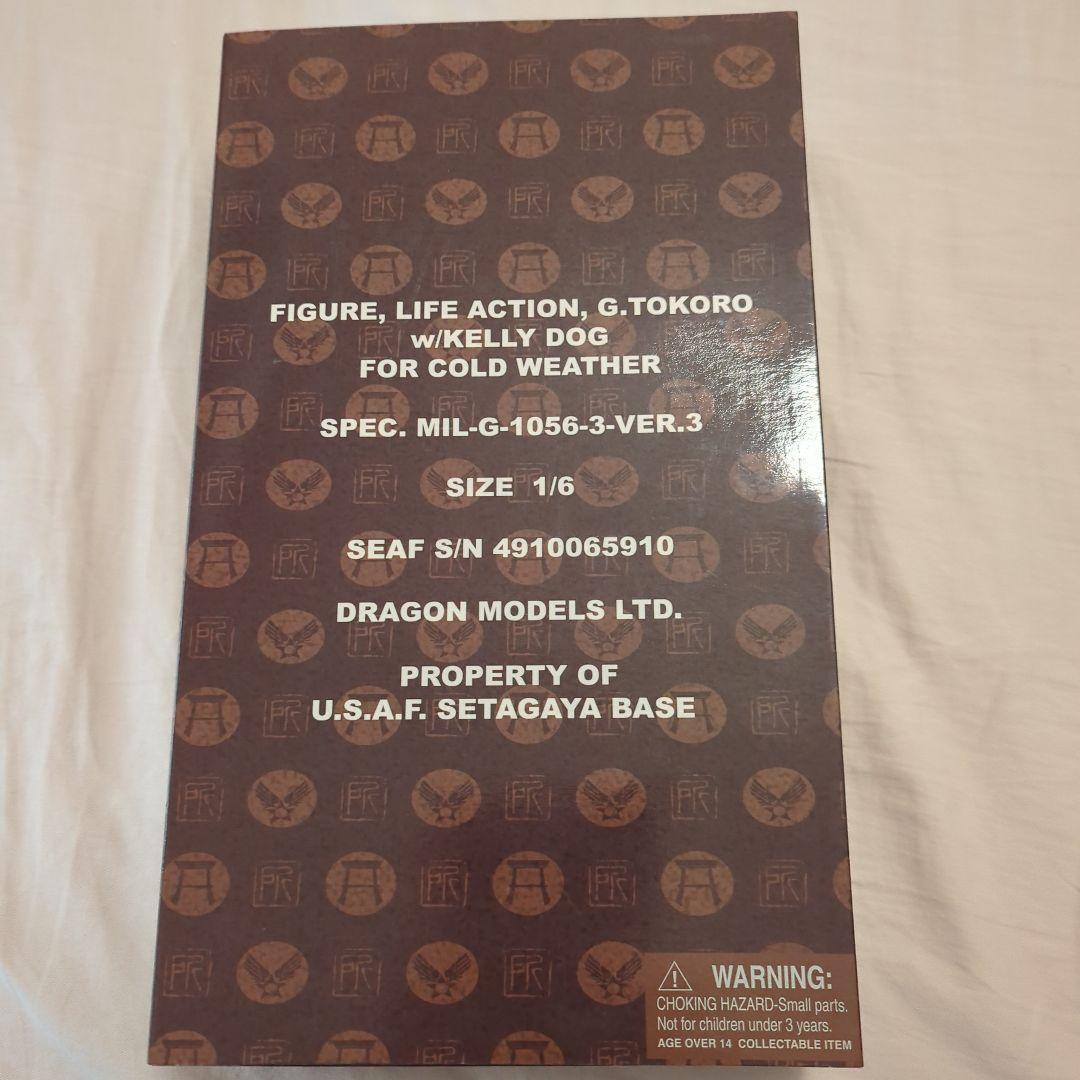 FIGURE, LIFE ACTION, G.TOKORO
w/KELLY DOG
FOR COLD WEATHER
SPEC. MIL-G-1056-3-VER.3
SIZE 1/6
SEAF S/N 4910065910
DRAGON MODELS LTD.
PROPERTY OF
U.S.A.F. SETAGAYA BASE
WARNING:
CHOKING HAZARD-Small parts.
Not for children under 3 years.
AGE OVER 14 COLLECTABLE ITEM